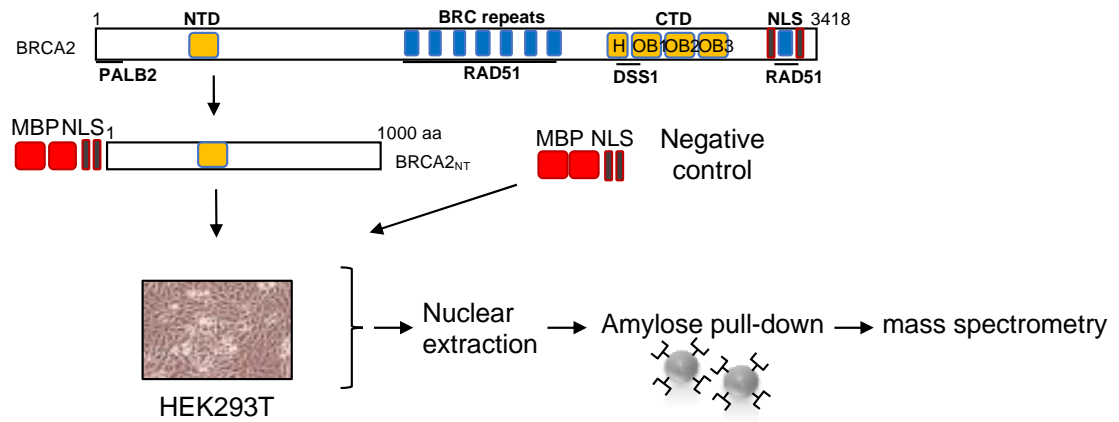 1 NTD BRC repeats CTD NLS 3418
BRCA2 H OB1 OB2 OB3
PALB2 RAD51 DSS1 RAD51
MBP NLS 1 1000 aa
BRCA2NT
MBP NLS
Negative
control
Nuclear
extraction
Amylose pull-down
mass spectrometry
HEK293T